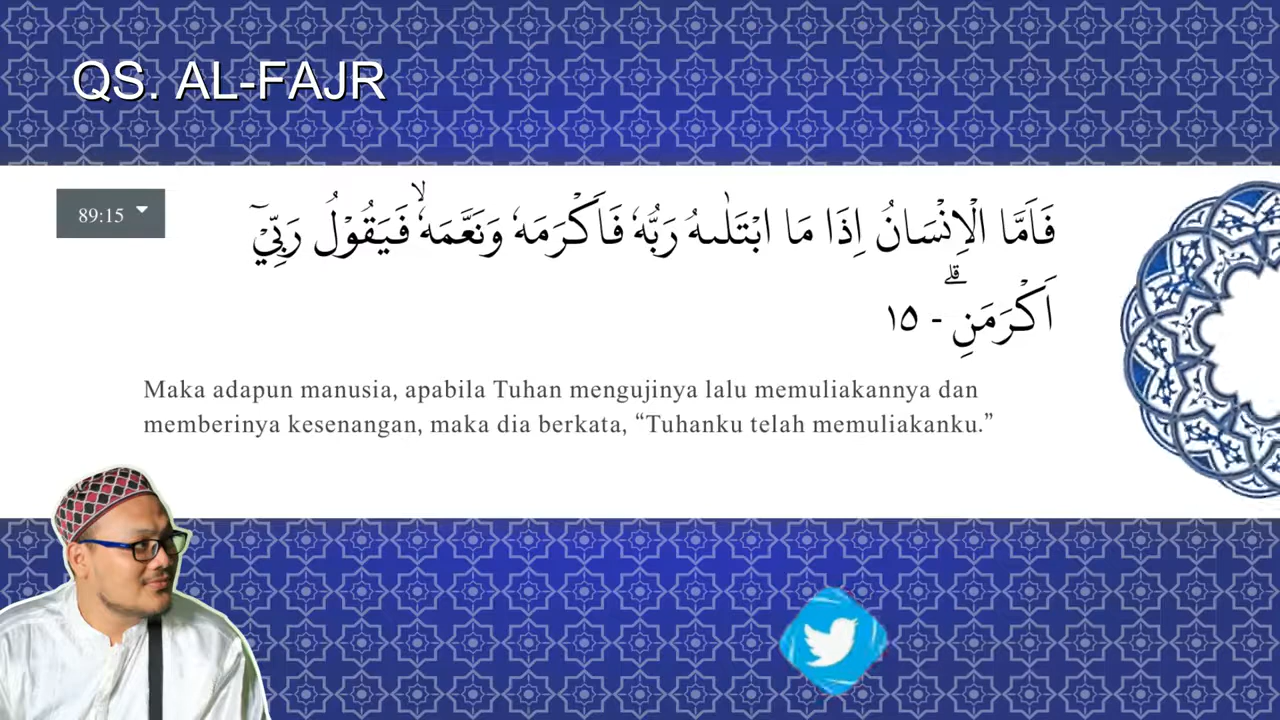 QS. AL-FAJR
89:15
فَاَمَّا الْاِنْسَانُ اِذَا مَا ابْتَلٰىهُ رَبُّهٗ فَاَكْرَمَهٗ وَنَعَّمَهٗۙ فَيَقُوْلُ رَبِّيْٓ
اَكْرَمَنِۗ - ١٥
Maka adapun manusia, apabila Tuhan mengujinya lalu memuliakannya dan
memberinya kesenangan, maka dia berkata, “Tuhanku telah memuliakanku.”